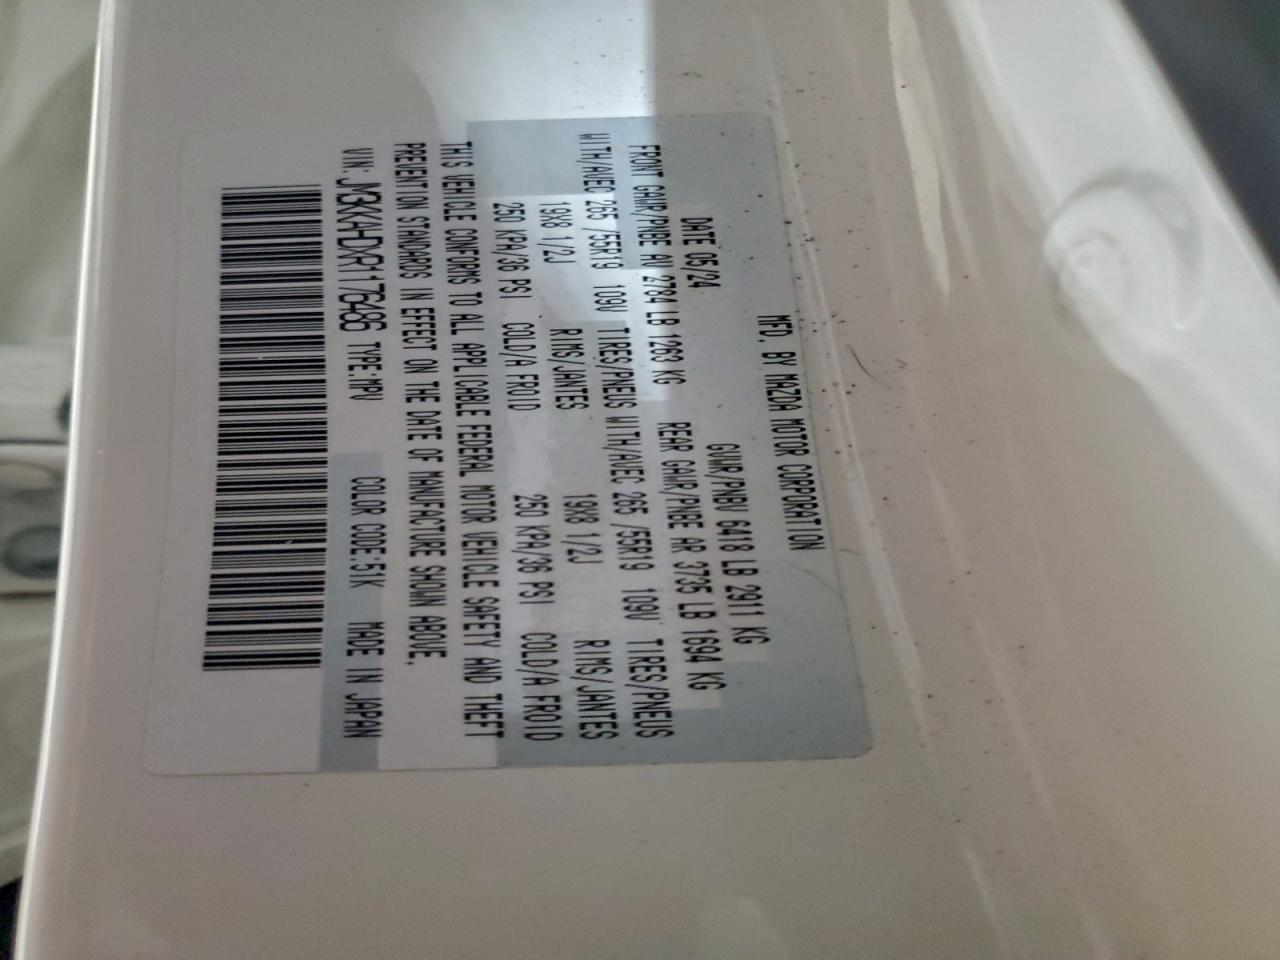 MFD. BY MAZDA MOTOR CORPORATION
DATE 05/24 GVWR/PNBV 6418 LB 2911 KG
FRONT GAWR/PNBE AV 2784 LB 1263 KG REAR GAWR/PNBE AR 3735 LB 1694 KG
WITH/AVEC 265 /55R19 109V TIRES/PNEUS WITH/AVEC 265 /55R19 109V TIRES/PNEUS
19X8 1/2J RIMS/JANTES 19X8 1/2J RIMS/JANTES
250 KPA/36 PSI COLD/A FROID 250 KPA/36 PSI COLD/A FROID
THIS VEHICLE CONFORMS TO ALL APPLICABLE FEDERAL MOTOR VEHICLE SAFETY AND THEFT
PREVENTION STANDARDS IN EFFECT ON THE DATE OF MANUFACTURE SHOWN ABOVE.
VIN: JM3KKAHDXR1176486 TYPE:MPV COLOR CODE:51K MADE IN JAPAN